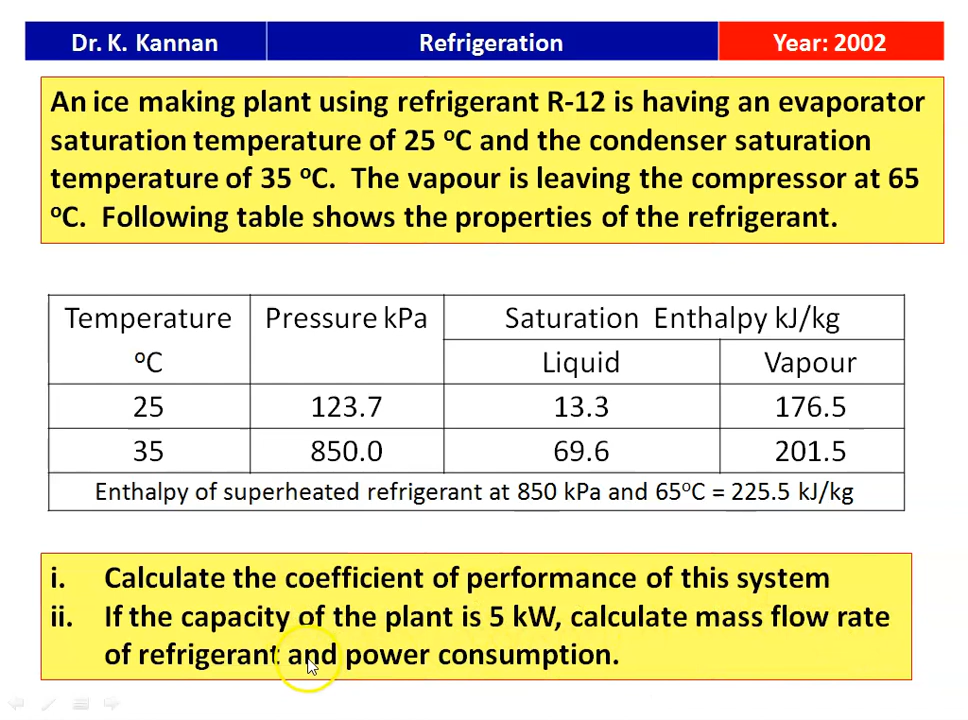 Dr. K. Kannan Refrigeration Year: 2002
An ice making plant using refrigerant R-12 is having an evaporator
saturation temperature of 25 °C and the condenser saturation
temperature of 35 °C. The vapour is leaving the compressor at 65
°C. Following table shows the properties of the refrigerant.
Temperature Pressure kPa Saturation Enthalpy kJ/kg
°C Liquid Vapour
25 123.7 13.3 176.5
35 850.0 69.6 201.5
Enthalpy of superheated refrigerant at 850 kPa and 65°C = 225.5 kJ/kg
i. Calculate the coefficient of performance of this system
ii. If the capacity of the plant is 5 kW, calculate mass flow rate
of refrigerant and power consumption.